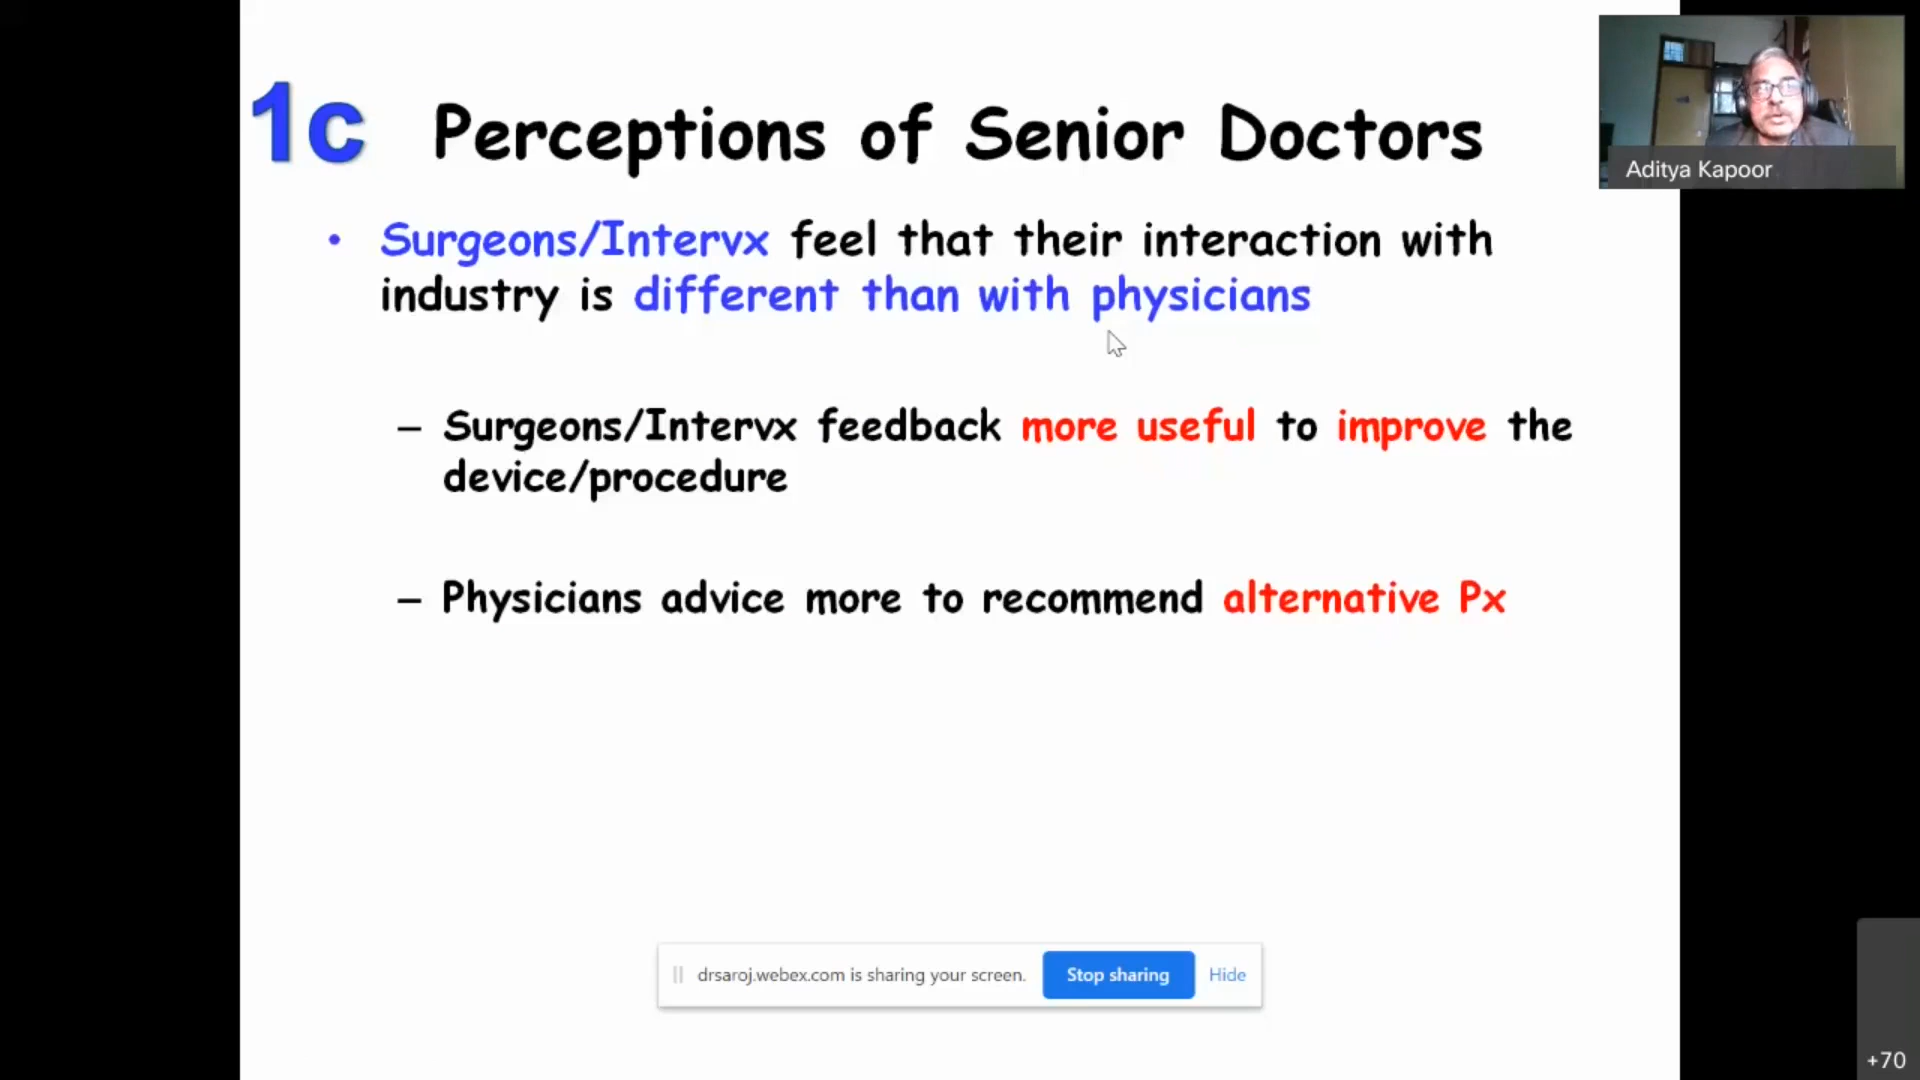 1c Perceptions of Senior Doctors
Aditya Kapoor
• Surgeons/Intervx feel that their interaction with
industry is different than with physicians
– Surgeons/Intervx feedback more useful to improve the
device/procedure
– Physicians advice more to recommend alternative Px
drsaroj.webex.com is sharing your screen. Stop sharing Hide
+70